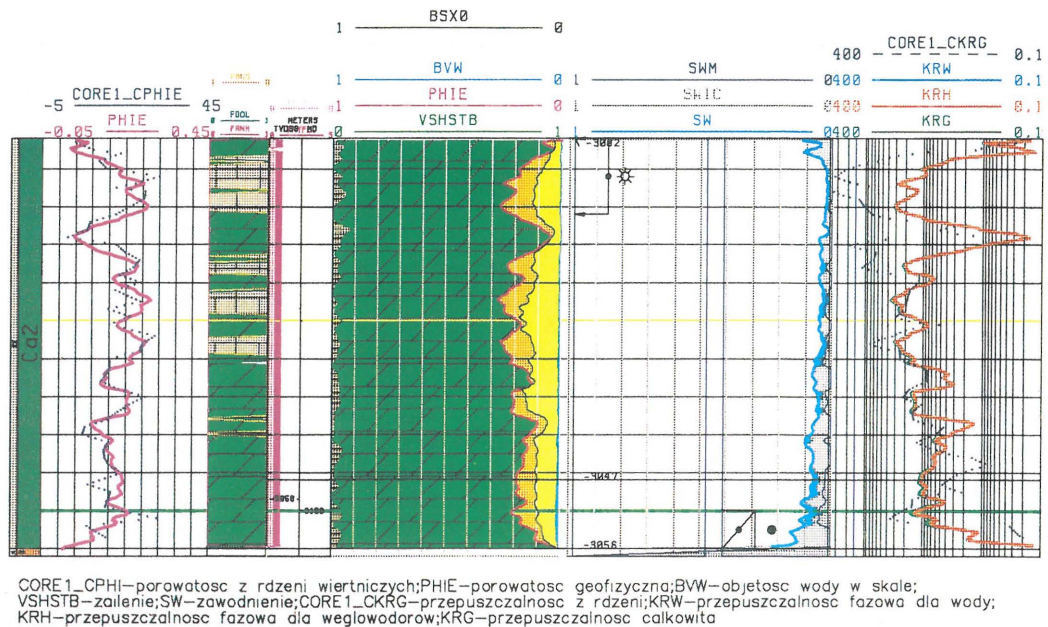 BSX0
1 0
CORE1_CKRG
400 0.1
BVW
1 0
SWM
1 0
KRW
400 0.1
CORE1_CPHIE
-5 45
PHIE
1 0
SWIC
1 0
KRH
400 0.1
PHIE
-0.05 0.45
FDOL
FANH
METERS
VSHSTB
0 1
SW
1 0
KRG
400 0.1
Ca2
-3002
-3047
-3056
CORE1_CPHI-porowatosc z rdzeni wiertniczych;PHIE-porowatosc geofizyczna;BVW-objetosc wody w skale;
VSHSTB-zailenie;SW-zawodnienie;CORE1_CKRG-przepuszczalnosc z rdzeni;KRW-przepuszczalnosc fazowa dla wody;
KRH-przepuszczalnosc fazowa dla weglowodorow;KRG-przepuszczalnosc calkowita